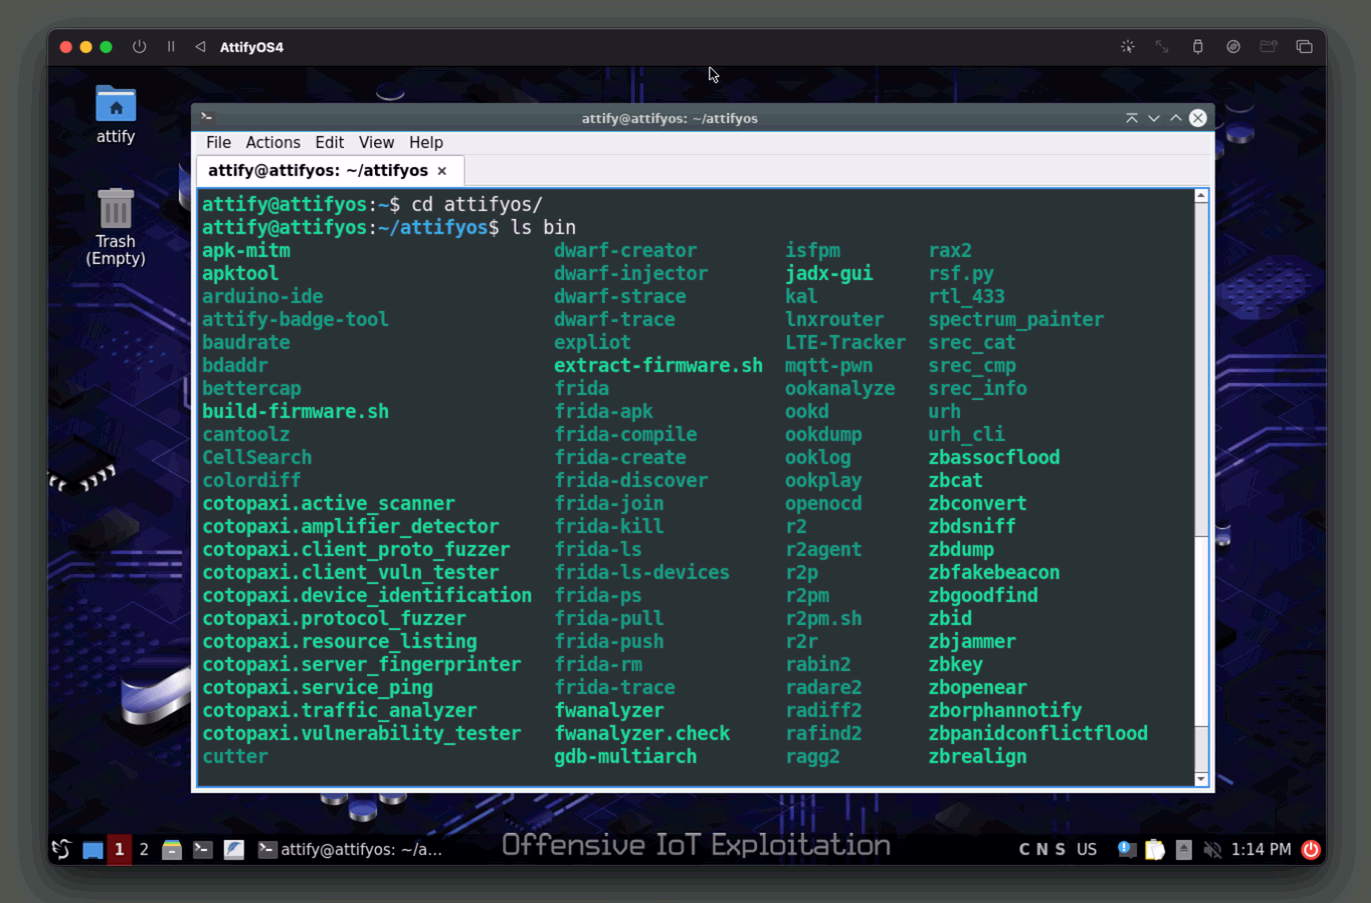 AttifyOS4
attify
Trash
(Empty)
attify@attifyos: ~/attifyos
File Actions Edit View Help
attify@attifyos: ~/attifyos ×
attify@attifyos:~$ cd attifyos/
attify@attifyos:~/attifyos$ ls bin
apk-mitm dwarf-creator isfpm rax2
apktool dwarf-injector jadx-gui rsf.py
arduino-ide dwarf-strace kal rtl_433
attify-badge-tool dwarf-trace lnxrouter spectrum_painter
baudrate expliot LTE-Tracker srec_cat
bdaddr extract-firmware.sh mqtt-pwn srec_cmp
bettercap frida ookanalyze srec_info
build-firmware.sh frida-apk ookd urh
cantoolz frida-compile ookdump urh_cli
CellSearch frida-create ooklog zbassocflood
colordiff frida-discover ookplay zbcat
cotopaxi.active_scanner frida-join openocd zbconvert
cotopaxi.amplifier_detector frida-kill r2 zbdsniff
cotopaxi.client_proto_fuzzer frida-ls r2agent zbdump
cotopaxi.client_vuln_tester frida-ls-devices r2p zbfakebeacon
cotopaxi.device_identification frida-ps r2pm zbgoodfind
cotopaxi.protocol_fuzzer frida-pull r2pm.sh zbid
cotopaxi.resource_listing frida-push r2r zbjammer
cotopaxi.server_fingerprinter frida-rm rabin2 zbkey
cotopaxi.service_ping frida-trace radare2 zbopenear
cotopaxi.traffic_analyzer fwanalyzer radiff2 zborphannotify
cotopaxi.vulnerability_tester fwanalyzer.check rafind2 zbpanidconflictflood
cutter gdb-multiarch ragg2 zbrealign
Offensive IoT Exploitation
1 2 attify@attifyos: ~/a... C N S US 1:14 PM